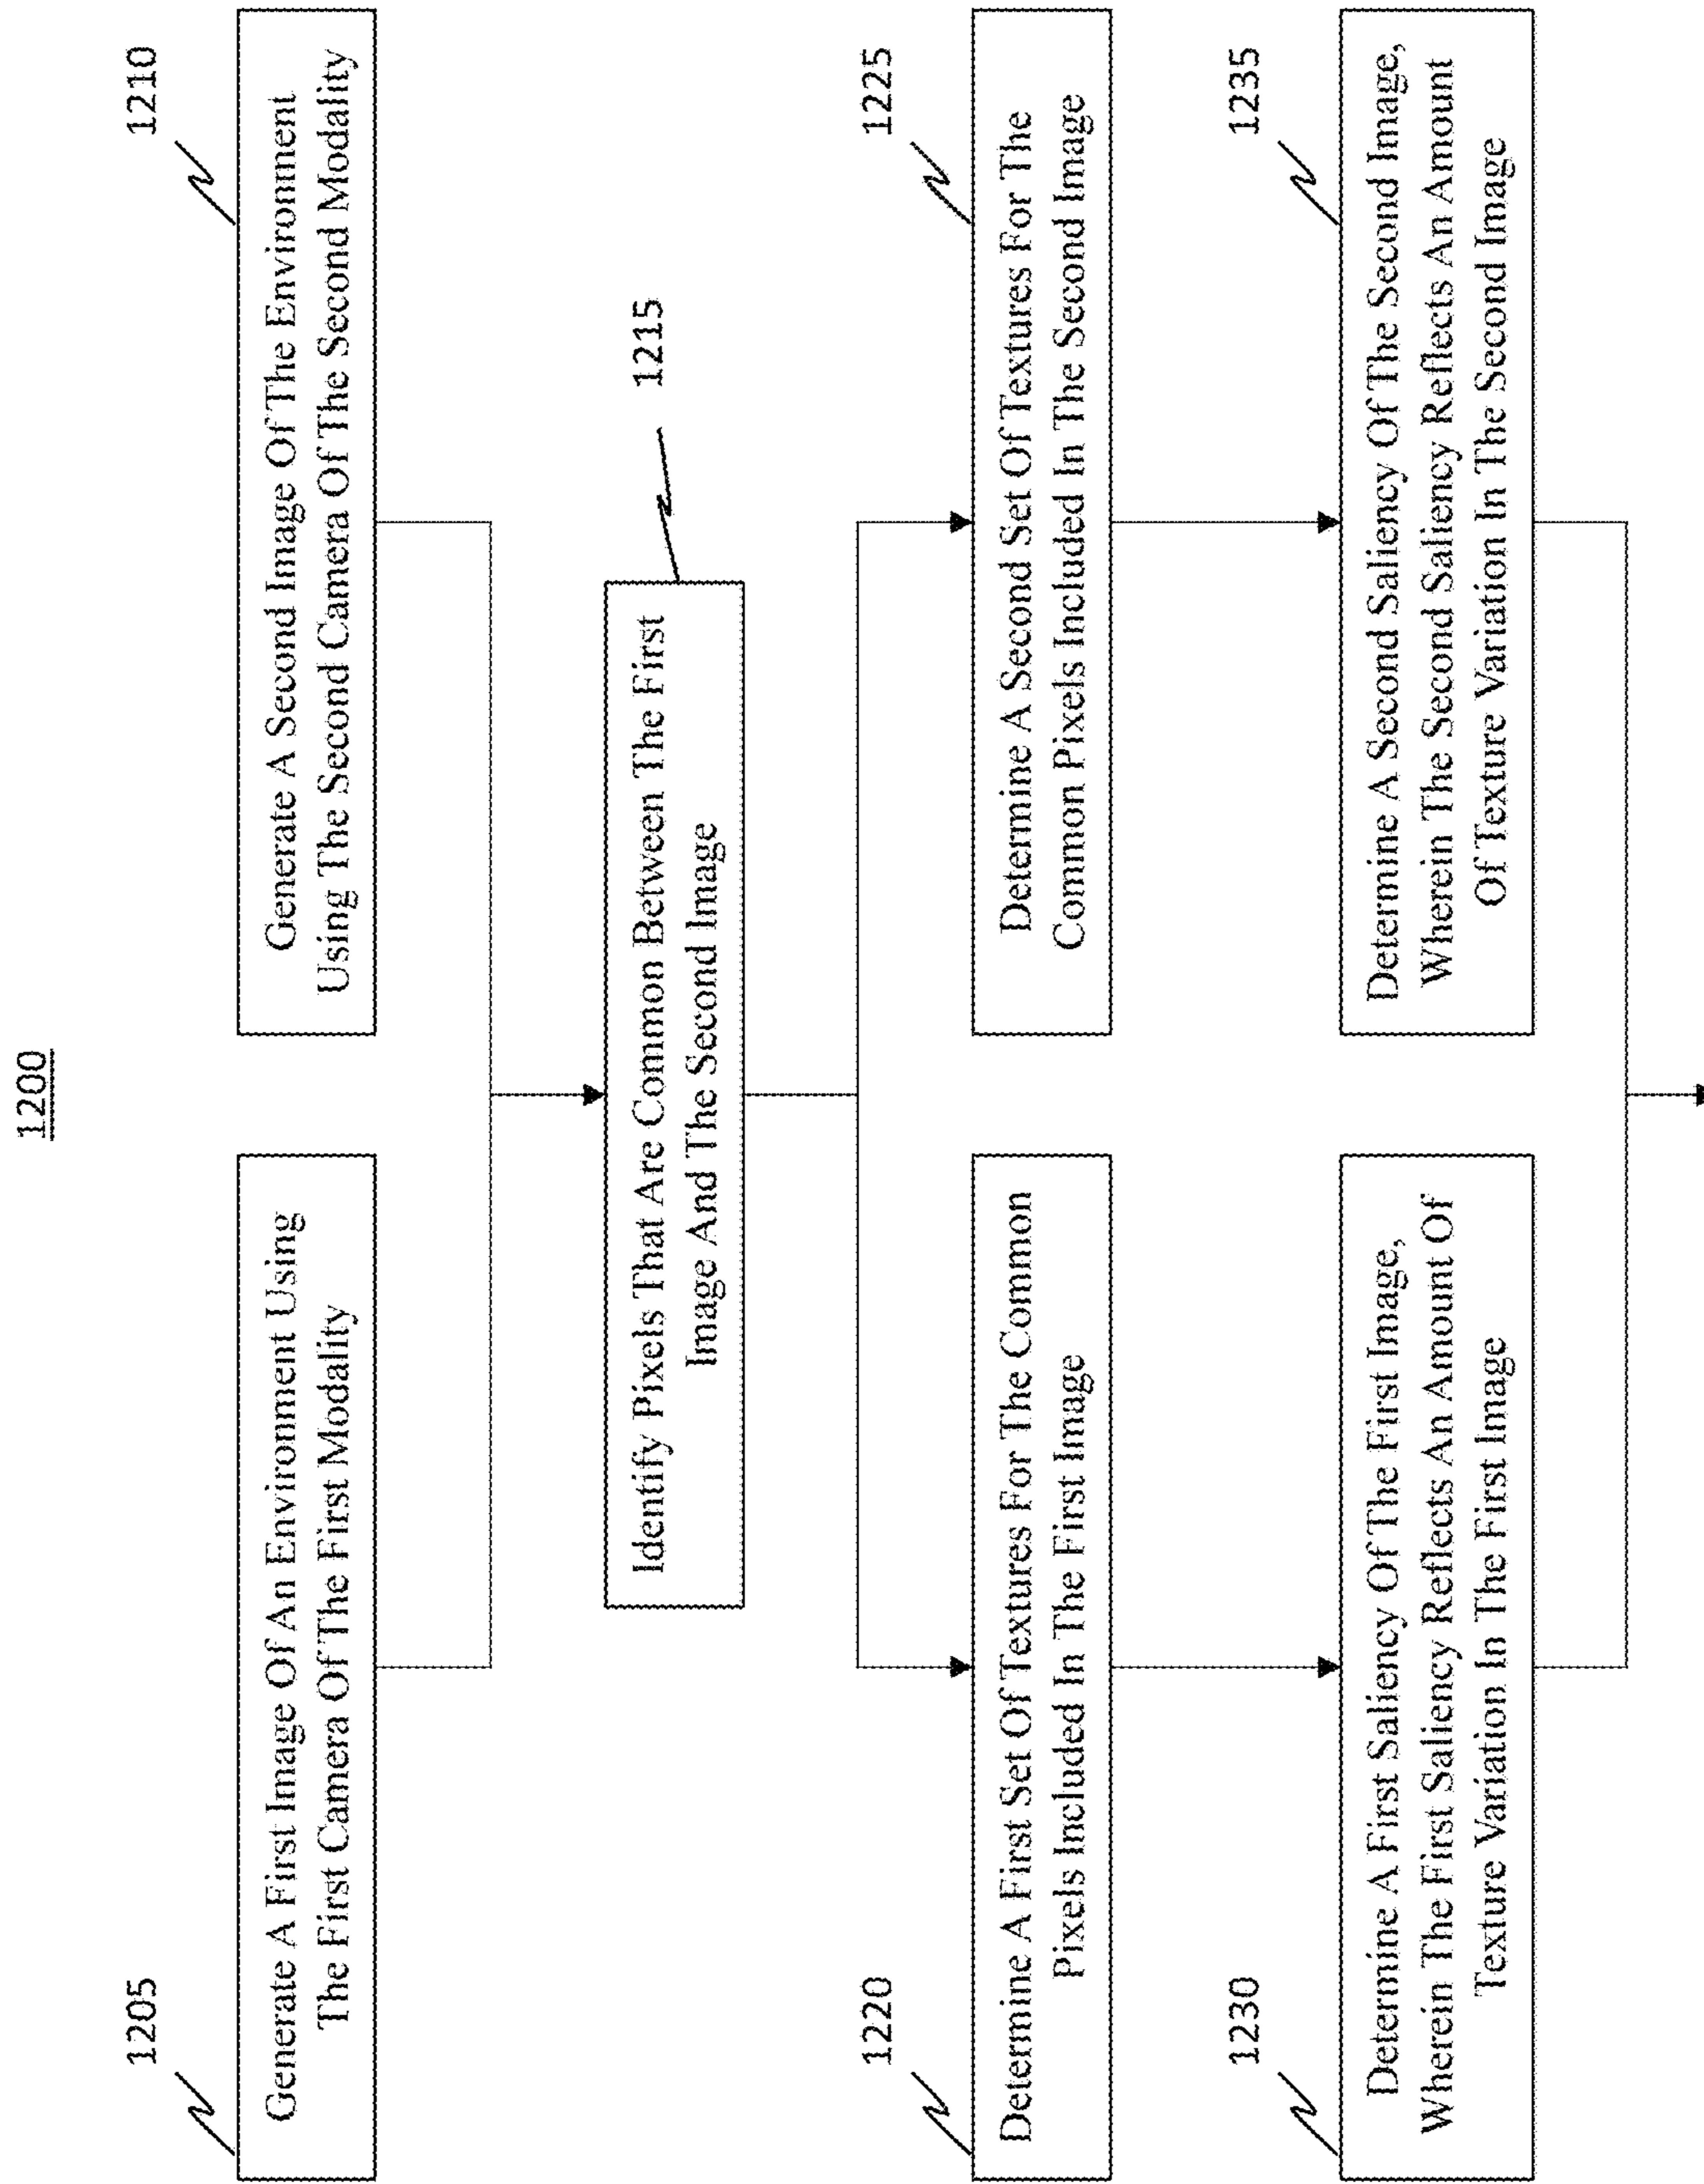 1200
1205
Generate A First Image Of An Environment Using
The First Camera Of The First Modality
1210
Generate A Second Image Of The Environment
Using The Second Camera Of The Second Modality
1215
Identify Pixels That Are Common Between The First
Image And The Second Image
1220
Determine A First Set Of Textures For The Common
Pixels Included In The First Image
1225
Determine A Second Set Of Textures For The
Common Pixels Included In The Second Image
1230
Determine A First Saliency Of The First Image,
Wherein The First Saliency Reflects An Amount Of
Texture Variation In The First Image
1235
Determine A Second Saliency Of The Second Image,
Wherein The Second Saliency Reflects An Amount
Of Texture Variation In The Second Image